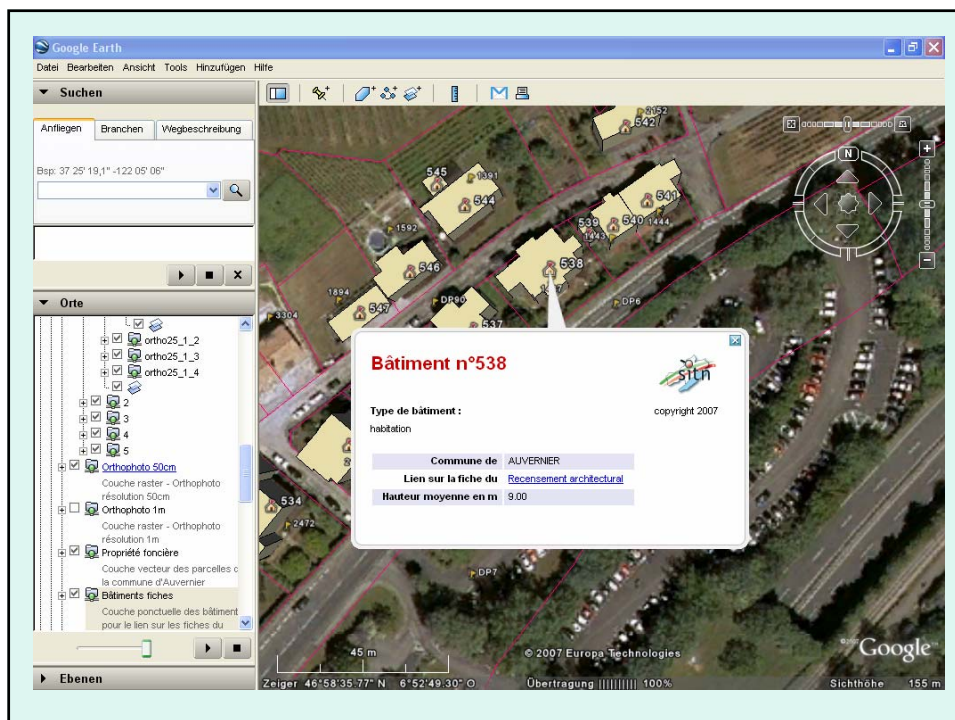 Google Earth
Datei Bearbeiten Ansicht Tools Hinzufügen Hilfe
Suchen
Anfliegen Branchen Wegbeschreibung
Bsp: 37 25' 19,1" -122 05' 06"
Orte
ortho25_1_2
ortho25_1_3
ortho25_1_4
2
3
4
5
Orthophoto 50cm
Couche raster - Orthophoto
résolution 50cm
Orthophoto 1m
Couche raster - Orthophoto
résolution 1m
Propriété foncière
Couche vecteur des parcelles
la commune d'Auvernier
Bâtiments fiches
Couche ponctuelle des bâtiment
pour le lien sur les fiches du
Ebenen
N
2152
542
545
1391
544
541
539
540
1444
1443
1592
546
538
1894
547
DP90
DP6
3304
537
534
2472
DP7
Bâtiment n°538
sitn
Type de bâtiment :
copyright 2007
habitation
Commune de AUVERNIER
Lien sur la fiche du Recensement architectural
Hauteur moyenne en m 9.00
45 m
© 2007 Europa Technologies
©2007 Google
Zeiger 46°58'35.77" N 6°52'49.30" O Übertragung |||||||||| 100% Sichthöhe 155 m